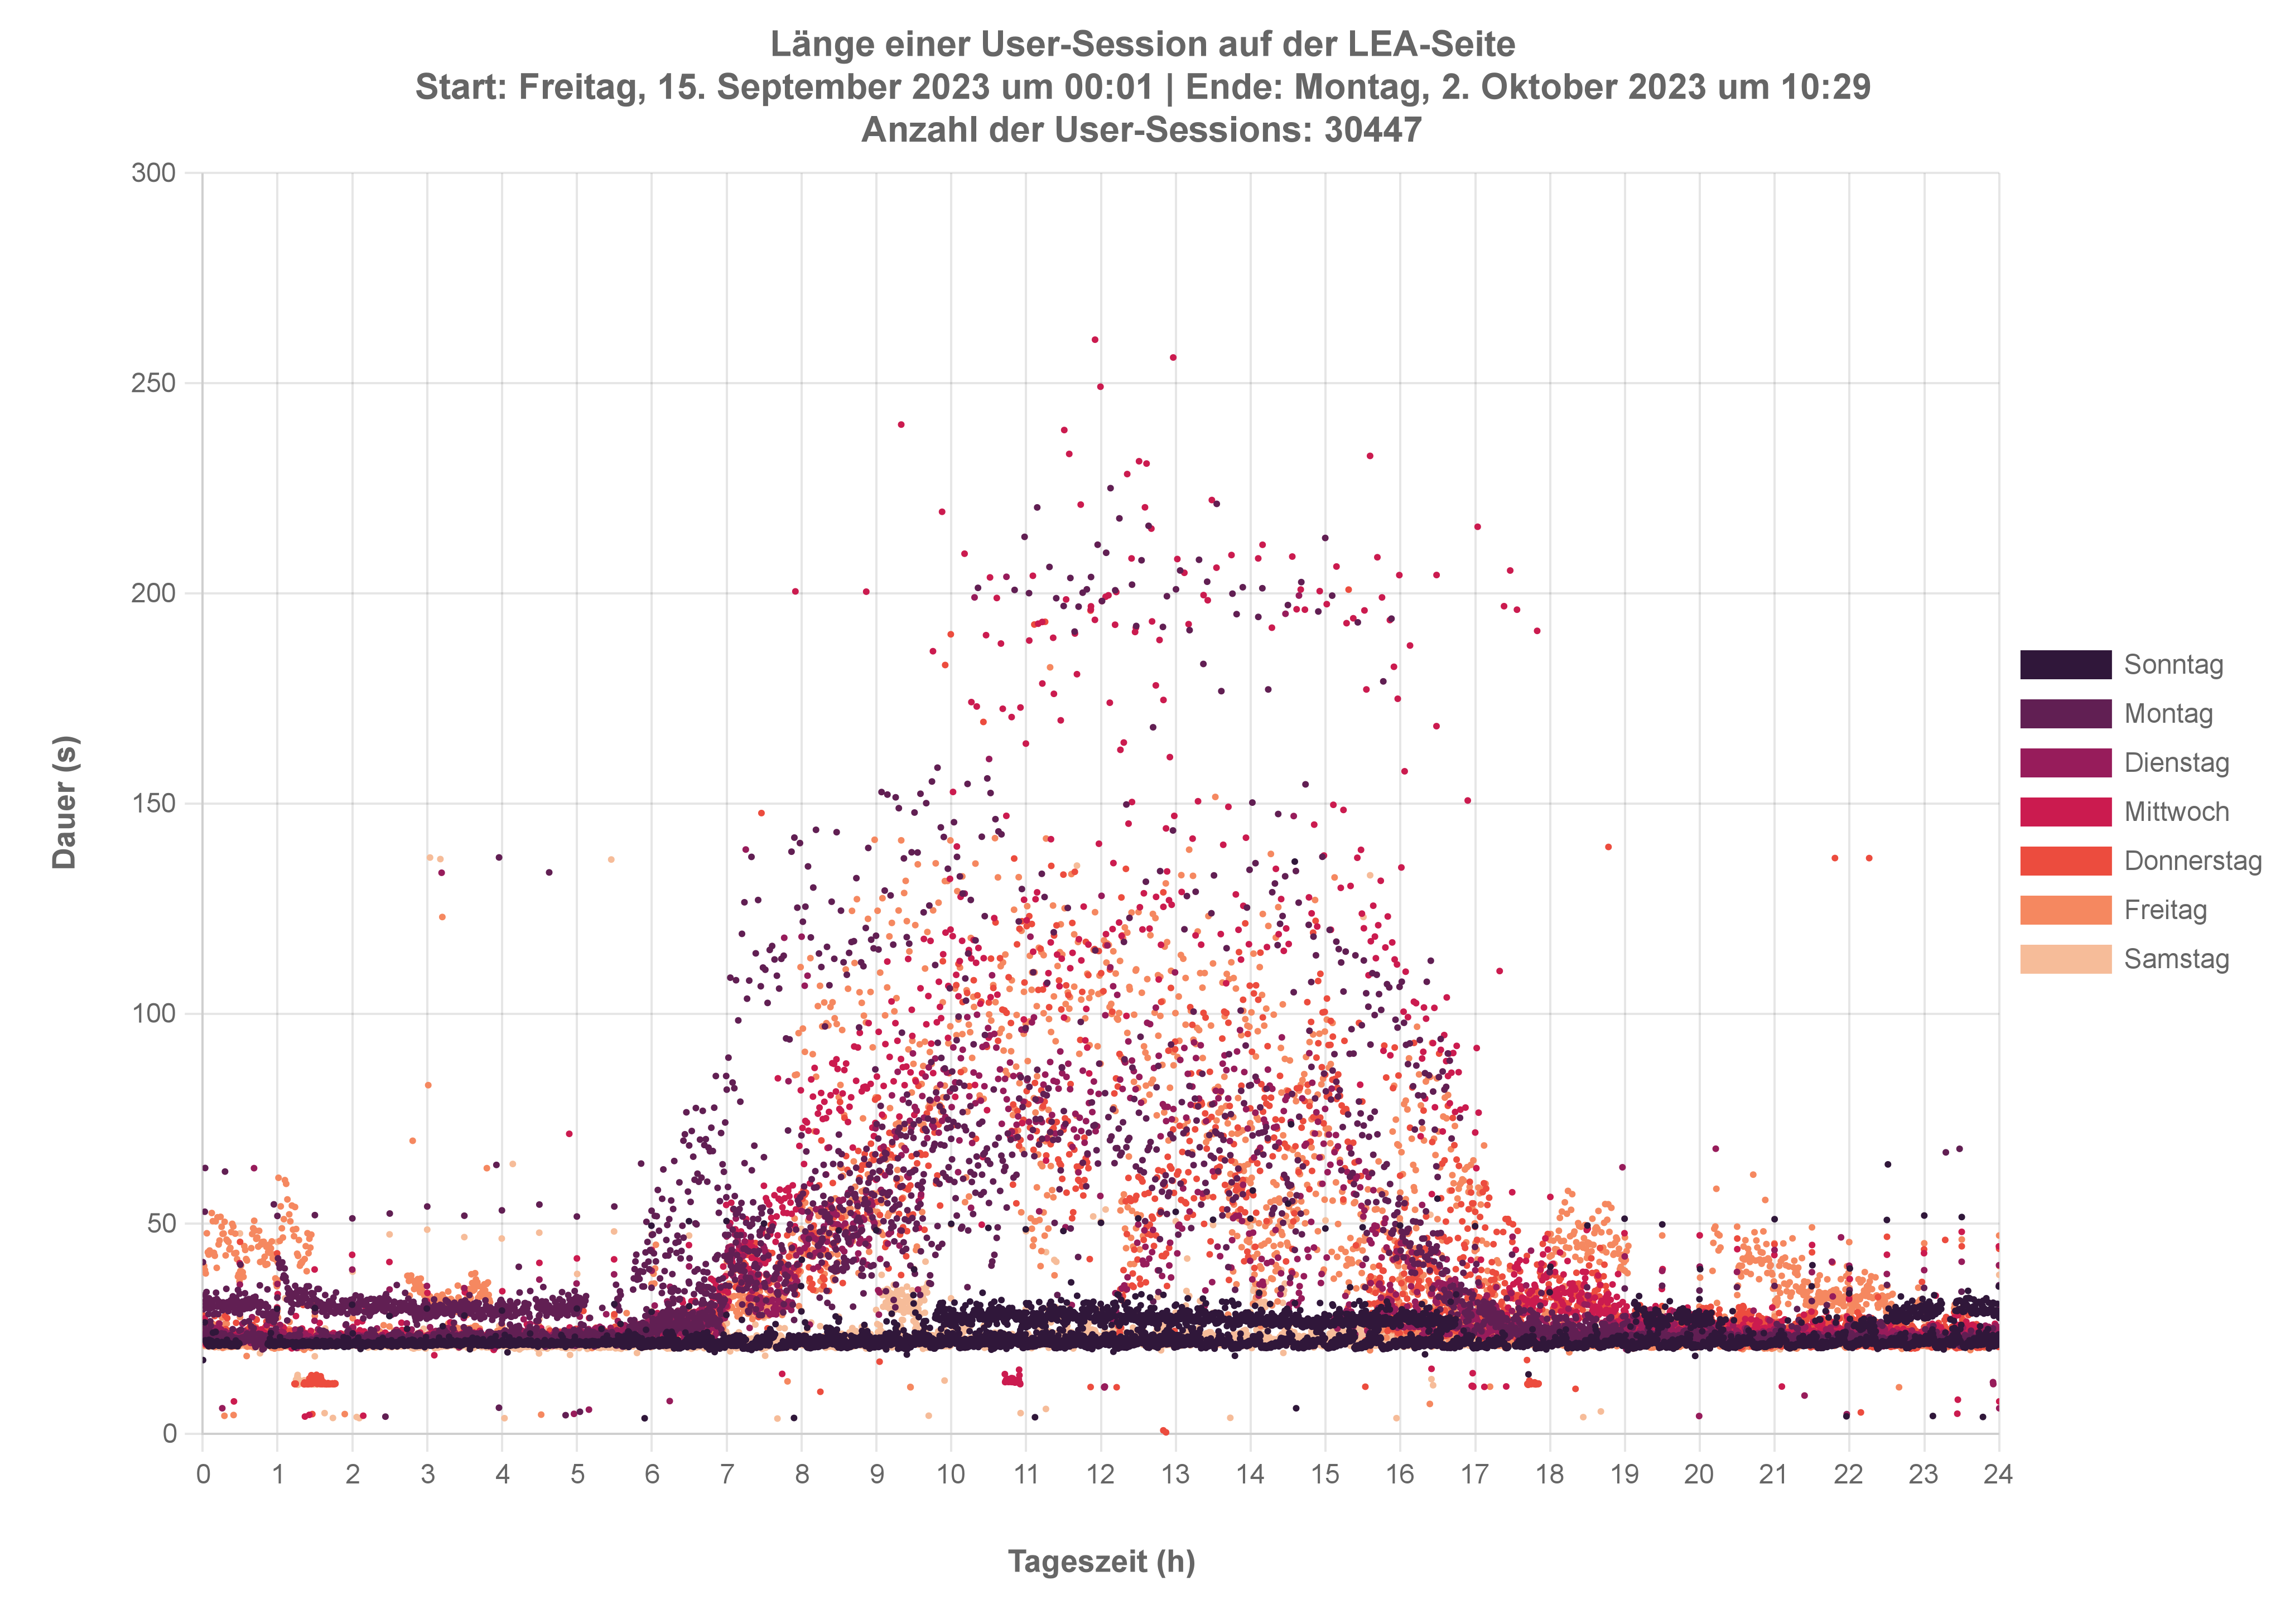 Länge einer User-Session auf der LEA-Seite
Start: Freitag, 15. September 2023 um 00:01 | Ende: Montag, 2. Oktober 2023 um 10:29
Anzahl der User-Sessions: 30447
300
250
200
150
100
50
0
Dauer (s)
0 1 2 3 4 5 6 7 8 9 10 11 12 13 14 15 16 17 18 19 20 21 22 23 24
Tageszeit (h)
Sonntag
Montag
Dienstag
Mittwoch
Donnerstag
Freitag
Samstag